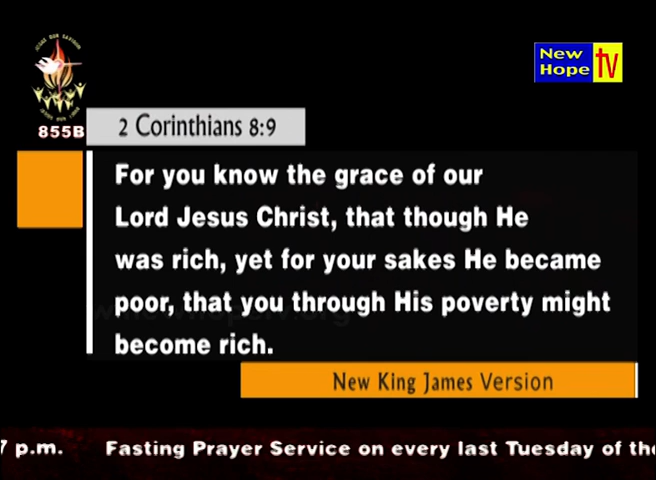 New
Hope tv
855B
2 Corinthians 8:9
For you know the grace of our
Lord Jesus Christ, that though He
was rich, yet for your sakes He became
poor, that you through His poverty might
become rich.
New King James Version
7 p.m. Fasting Prayer Service on every last Tuesday of the